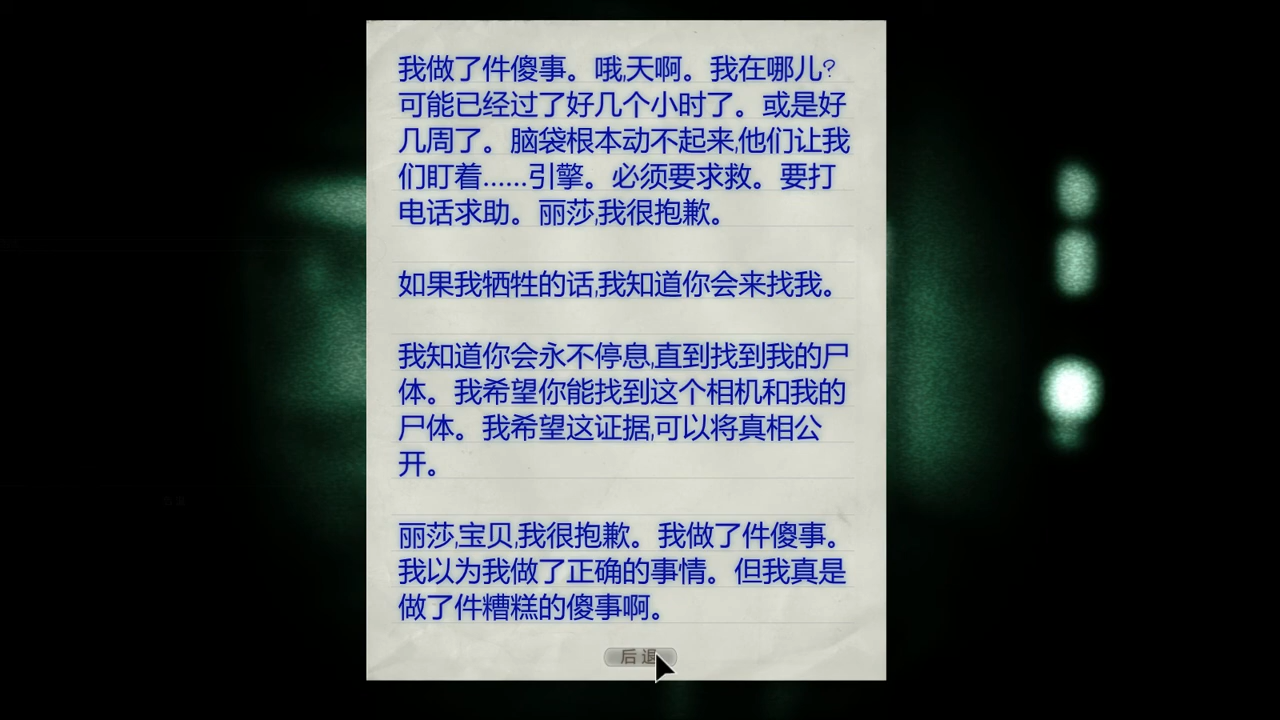 我做了件傻事。哦,天啊。我在哪儿?
可能已经过了好几个小时了。或是好
几周了。脑袋根本动不起来,他们让我
们盯着……引擎。必须要求救。要打
电话求助。丽莎,我很抱歉。
如果我牺牲的话,我知道你会来找我。
我知道你会永不停息,直到找到我的尸
体。我希望你能找到这个相机和我的
尸体。我希望这证据,可以将真相公
开。
丽莎,宝贝,我很抱歉。我做了件傻事。
我以为我做了正确的事情。但我真是
做了件糟糕的傻事啊。
后退